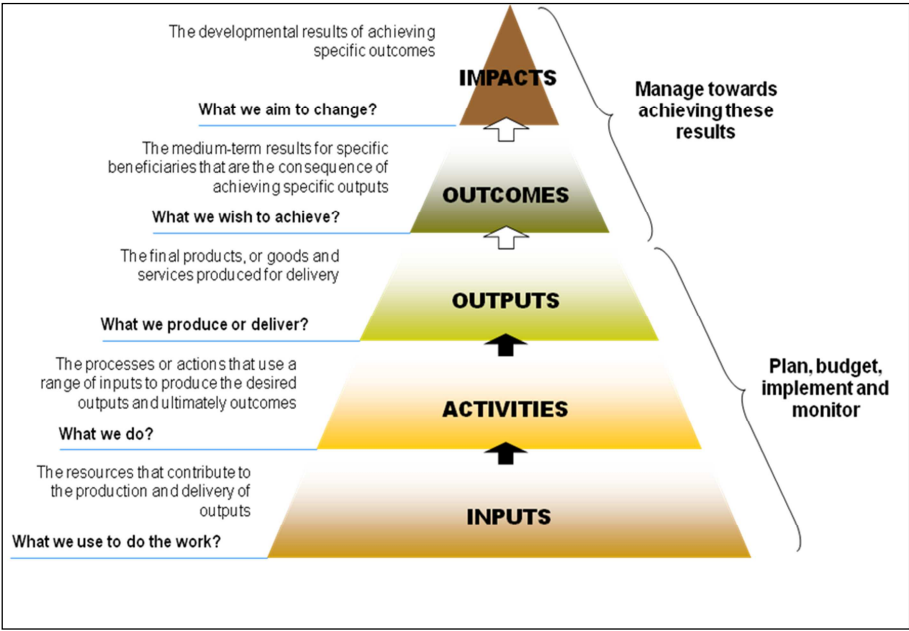 The developmental results of achieving
specific outcomes
IMPACTS
What we aim to change?
Manage towards
achieving these
results
The medium-term results for specific
beneficiaries that are the consequence of
achieving specific outputs
OUTCOMES
What we wish to achieve?
The final products, or goods and
services produced for delivery
OUTPUTS
What we produce or deliver?
The processes or actions that use a
range of inputs to produce the desired
outputs and ultimately outcomes
ACTIVITIES
What we do?
Plan, budget,
implement and
monitor
The resources that contribute to
the production and delivery of
outputs
INPUTS
What we use to do the work?